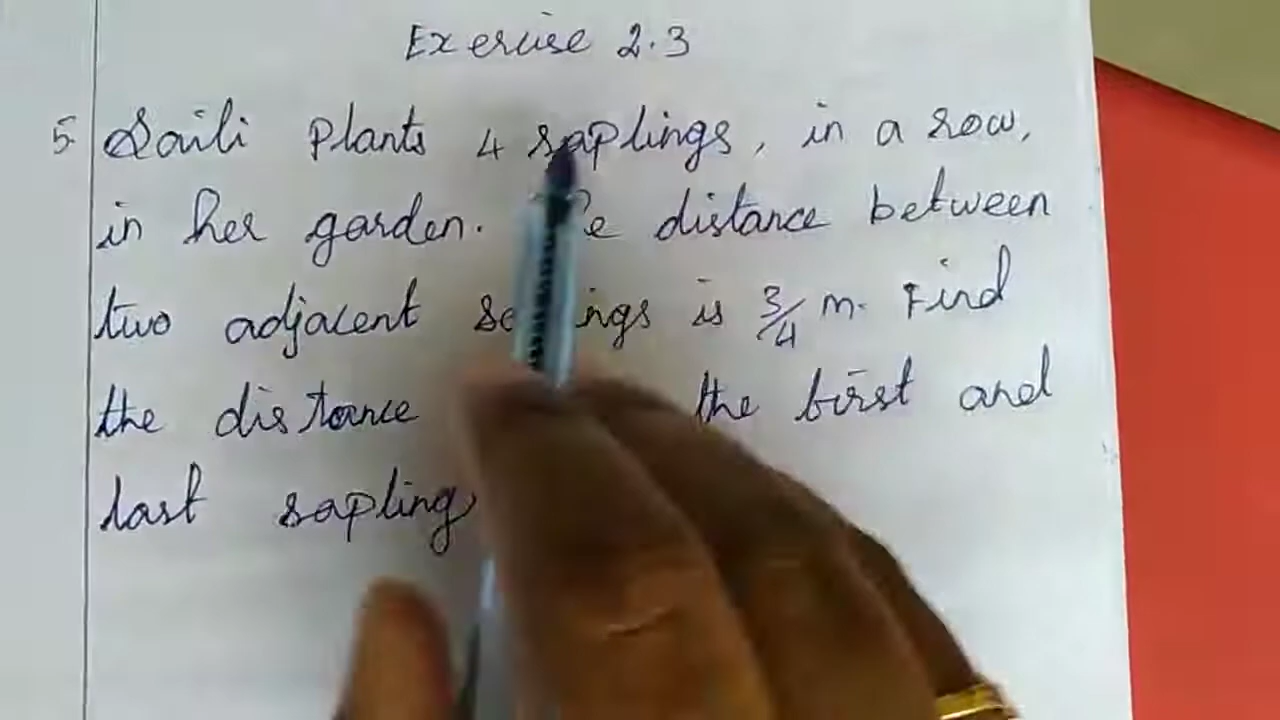 Exercise 2.3
5. Saili Plants 4 saplings, in a row,
in her garden. distance between
two adjacent is 3/4 m. Find
the distance the first and
last sapling